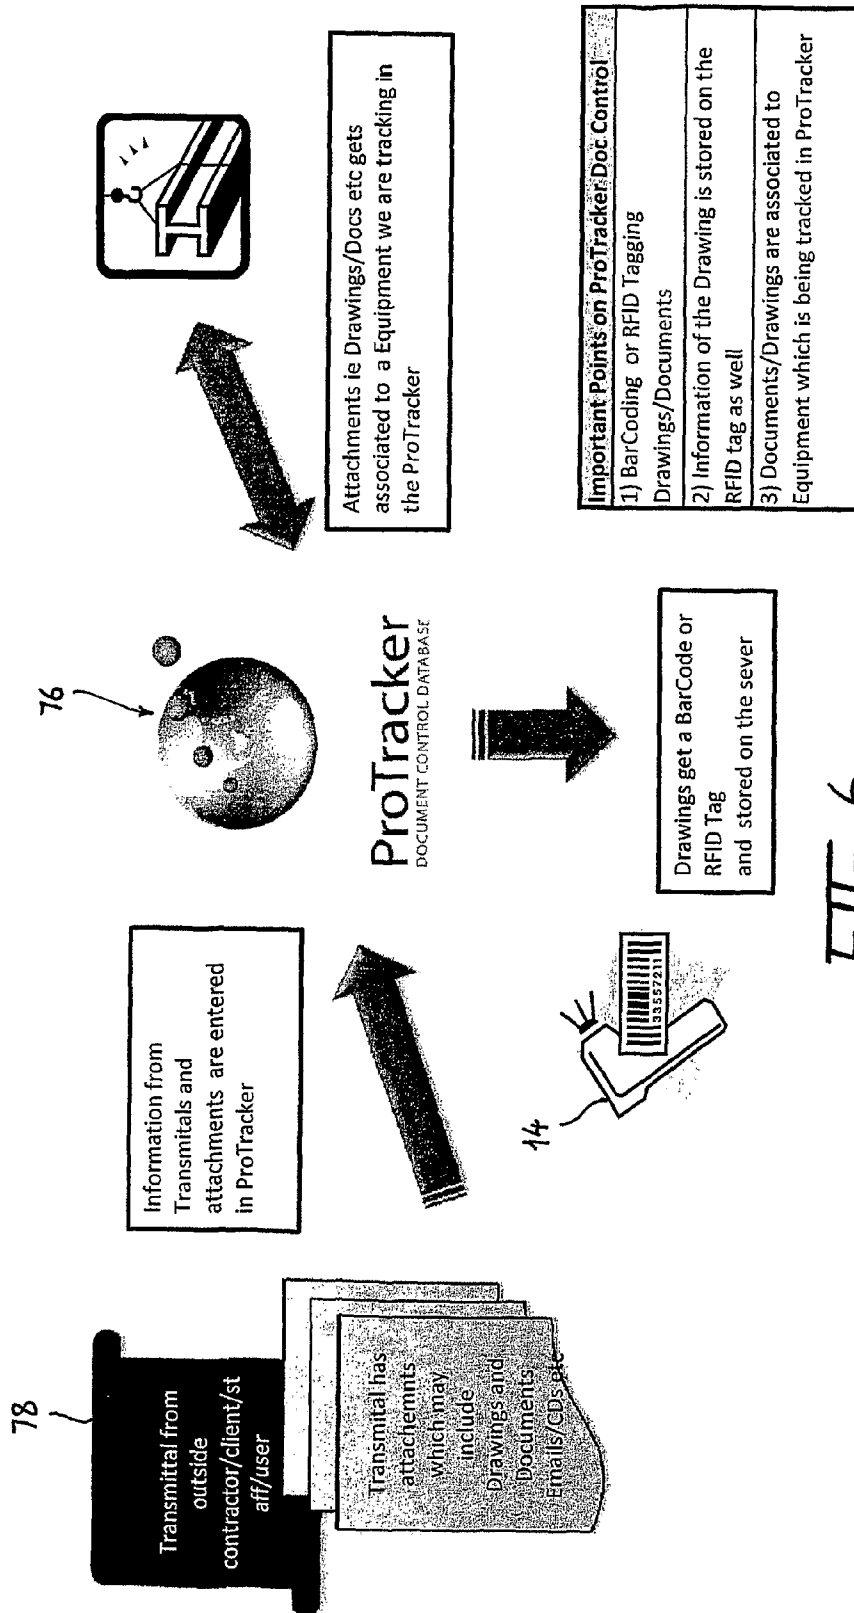 78
Transmittal from
outside
contractor/client/st
aff/user
Transmital has
attachemnts
which may
include
Drawings and
Documents
Emails/CDs etc
Information from
Transmitals and
attachments are entered
in ProTracker
14
33557211
76
ProTracker
DOCUMENT CONTROL DATABASE
Drawings get a BarCode or
RFID Tag
and stored on the sever
Attachments ie Drawings/Docs etc gets
associated to a Equipment we are tracking in
the ProTracker
Important Points on ProTracker Doc Control
1) BarCoding or RFID Tagging
Drawings/Documents
2) Information of the Drawing is stored on the
RFID tag as well
3) Documents/Drawings are associated to
Equipment which is being tracked in ProTracker